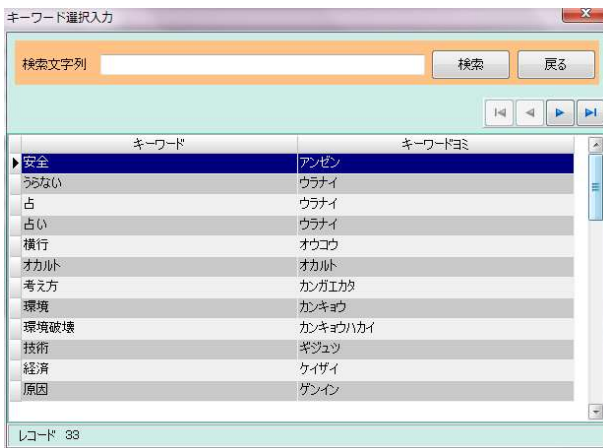 キーワード選択入力
検索文字列 検索 戻る
キーワード キーワードヨミ
安全 アンゼン
うらない ウラナイ
占 ウラナイ
占い ウラナイ
横行 オウコウ
オカルト オカルト
考え方 カンガエカタ
環境 カンキョウ
環境破壊 カンキョウハカイ
技術 ギジュツ
経済 ケイザイ
原因 ゲンイン
レコード 33